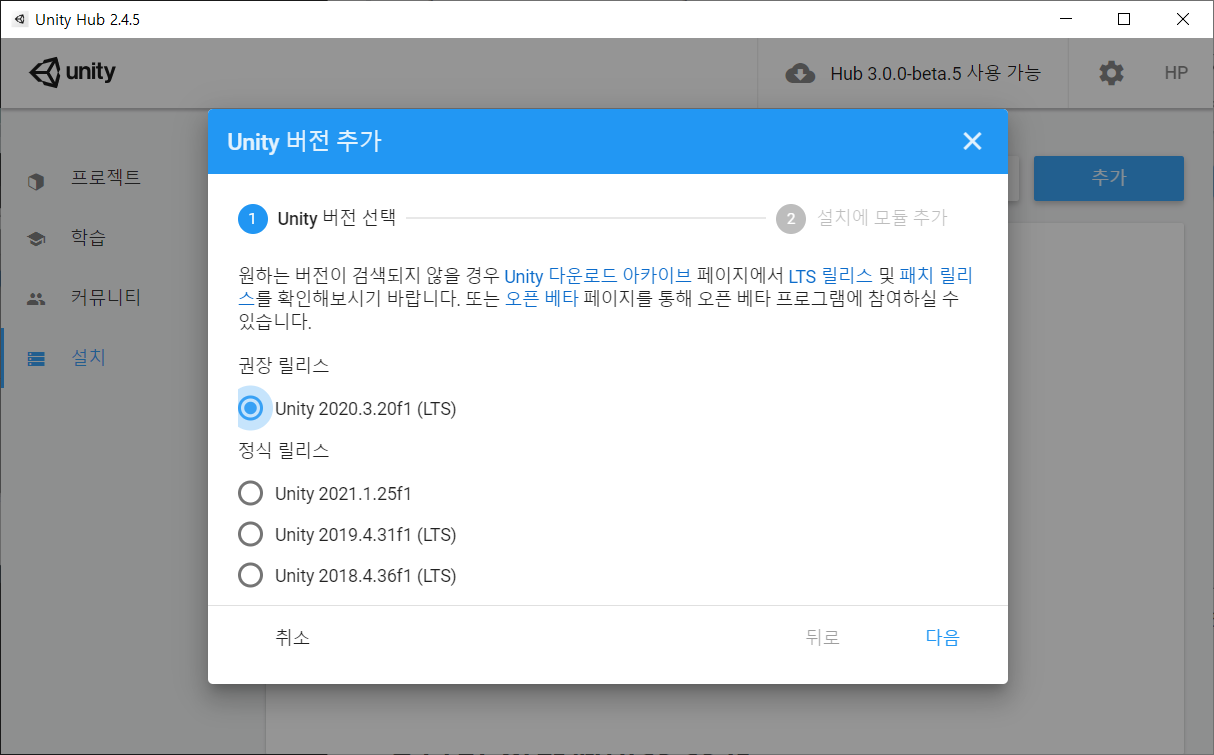 Unity Hub 2.4.5
unity
Hub 3.0.0-beta.5 사용 가능
HP
Unity 버전 추가
프로젝트
추가
1 Unity 버전 선택
2 설치에 모듈 추가
학습
원하는 버전이 검색되지 않을 경우 Unity 다운로드 아카이브 페이지에서 LTS 릴리스 및 패치 릴리
스를 확인해보시기 바랍니다. 또는 오픈 베타 페이지를 통해 오픈 베타 프로그램에 참여하실 수
있습니다.
커뮤니티
설치
권장 릴리스
Unity 2020.3.20f1 (LTS)
정식 릴리스
Unity 2021.1.25f1
Unity 2019.4.31f1 (LTS)
Unity 2018.4.36f1 (LTS)
취소
뒤로
다음